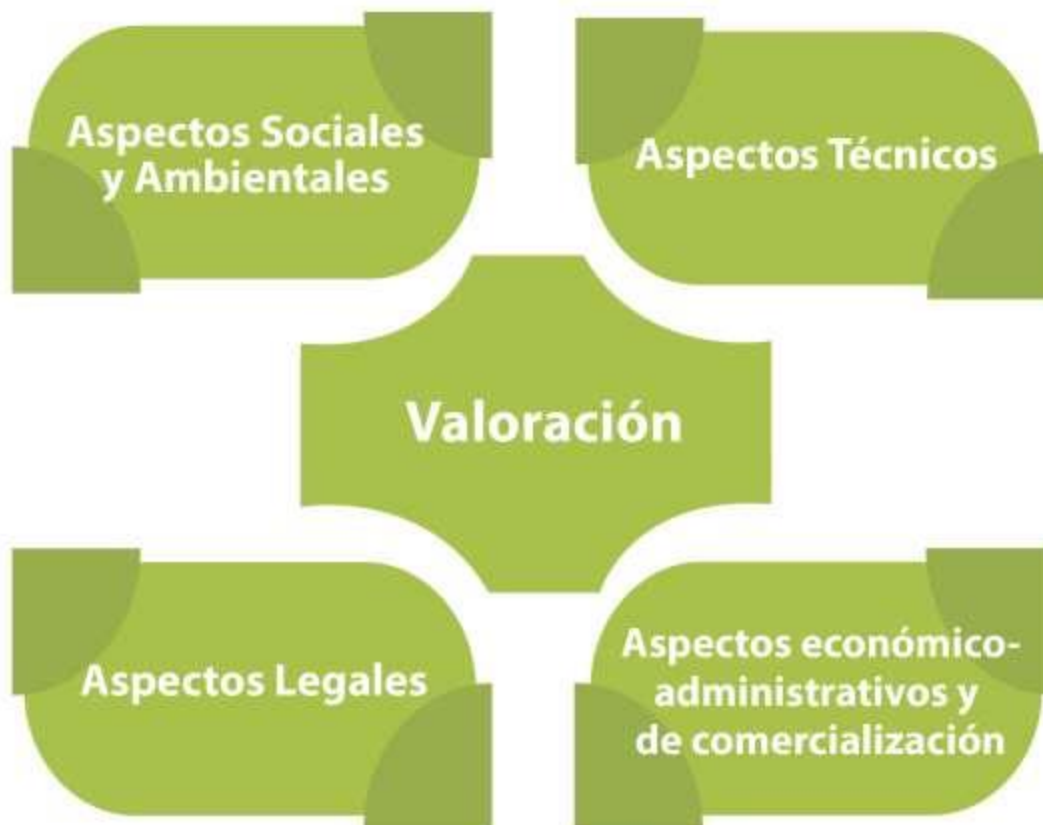 Aspectos Sociales
y Ambientales
Aspectos Técnicos
Valoración
Aspectos Legales
Aspectos económico-
administrativos y
de comercialización